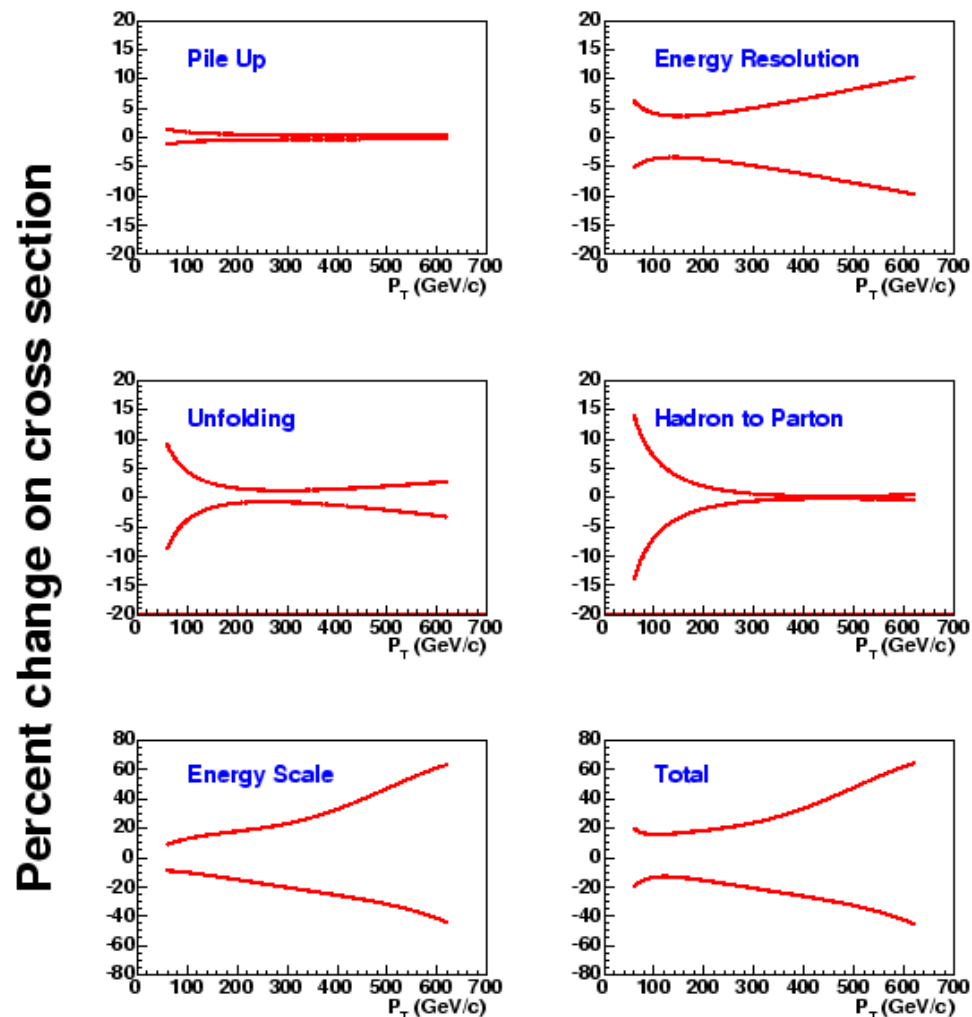 Percent change on cross section
Pile Up
20
15
10
5
0
-5
-10
-15
-20
0 100 200 300 400 500 600 700
P_T (GeV/c)
Energy Resolution
20
15
10
5
0
-5
-10
-15
-20
0 100 200 300 400 500 600 700
P_T (GeV/c)
Unfolding
20
15
10
5
0
-5
-10
-15
-20
0 100 200 300 400 500 600 700
P_T (GeV/c)
Hadron to Parton
20
15
10
5
0
-5
-10
-15
-20
0 100 200 300 400 500 600 700
P_T (GeV/c)
Energy Scale
80
60
40
20
0
-20
-40
-60
-80
0 100 200 300 400 500 600 700
P_T (GeV/c)
Total
80
60
40
20
0
-20
-40
-60
-80
0 100 200 300 400 500 600 700
P_T (GeV/c)